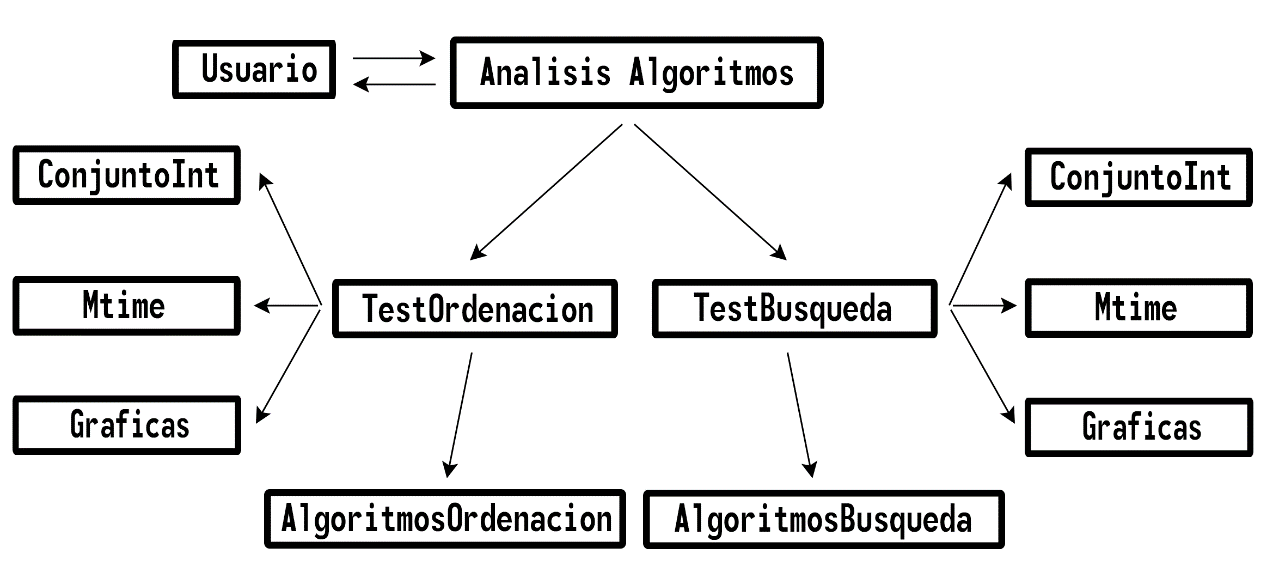 Usuario
Analisis Algoritmos
ConjuntoInt
ConjuntoInt
Mtime
TestOrdenacion
TestBusqueda
Mtime
Graficas
Graficas
AlgoritmosOrdenacion
AlgoritmosBusqueda